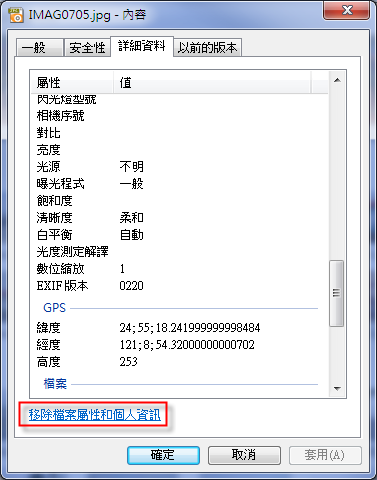 IMAG0705.jpg - 內容
一般 安全性 詳細資料 以前的版本
屬性 值
閃光燈型號
相機序號
對比
亮度
光源 不明
曝光程式 一般
飽和度
清晰度 柔和
白平衡 自動
光度測定解譯
數位縮放 1
EXIF 版本 0220
GPS
緯度 24;55;18.241999999998484
經度 121;8;54.32000000000702
高度 253
檔案
移除檔案屬性和個人資訊
確定 取消 套用(A)